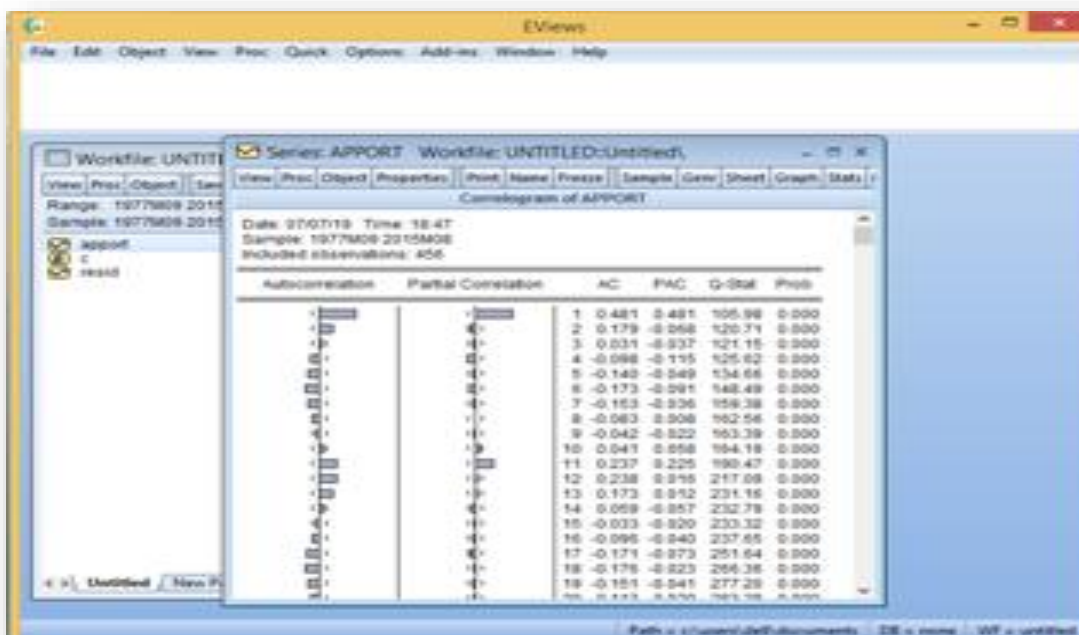 EViews
File Edit Object View Proc Quick Options Add-ins Window Help
Workfile: UNTITL
View Proc Object
Range: 1977M09 2015
Sample: 1977M09 2015
apport
c
resid
Untitled New P
Series: APPORT Workfile: UNTITLED::Untitled\
View Proc Object Properties Print Name Freeze Sample Genr Sheet Graph Stats
Correlogram of APPORT
Date: 07/07/19 Time: 18:47
Sample: 1977M09 2015M08
Included observations: 456
Autocorrelation Partial Correlation AC PAC Q-Stat Prob
1 0.481 0.481 105.98 0.000
2 0.179 -0.068 120.71 0.000
3 0.031 -0.037 121.15 0.000
4 -0.098 -0.115 125.62 0.000
5 -0.140 -0.049 134.66 0.000
6 -0.173 -0.091 148.49 0.000
7 -0.153 -0.036 159.38 0.000
8 -0.083 0.008 162.56 0.000
9 -0.042 -0.022 163.39 0.000
10 0.041 0.058 164.19 0.000
11 0.237 0.225 190.47 0.000
12 0.238 0.016 217.09 0.000
13 0.173 0.012 231.16 0.000
14 0.059 -0.057 232.79 0.000
15 -0.033 -0.020 233.32 0.000
16 -0.096 -0.040 237.65 0.000
17 -0.171 -0.073 251.64 0.000
18 -0.176 -0.023 266.36 0.000
19 -0.151 -0.041 277.20 0.000
Path = c:\users\dell\documents DB = none WF = untitled